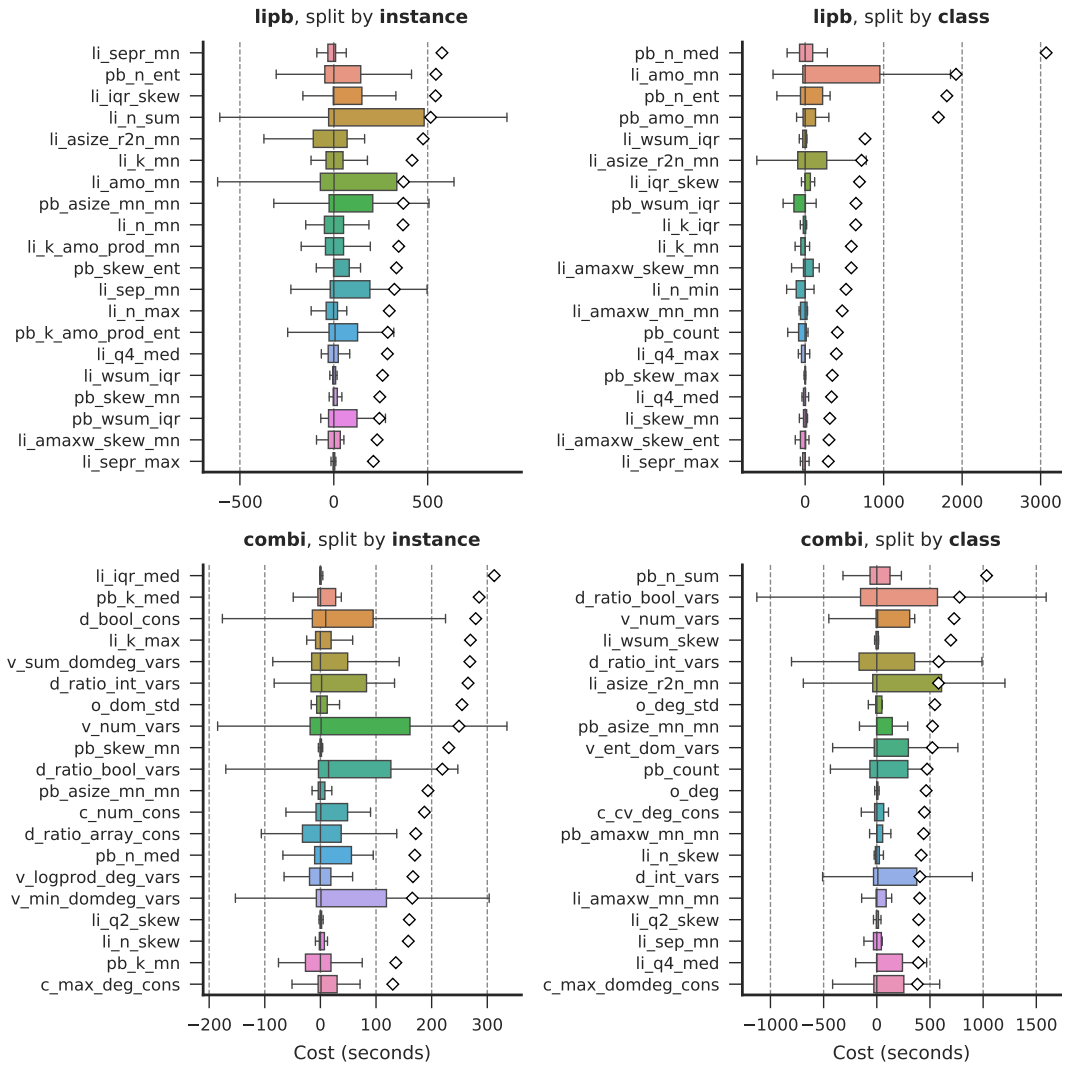 lipb, split by instance
li_sepr_mn
pb_n_ent
li_iqr_skew
li_n_sum
li_asize_r2n_mn
li_k_mn
li_amo_mn
pb_asize_mn_mn
li_n_mn
li_k_amo_prod_mn
pb_skew_ent
li_sep_mn
li_n_max
pb_k_amo_prod_ent
li_q4_med
li_wsum_iqr
pb_skew_mn
pb_wsum_iqr
li_amaxw_skew_mn
li_sepr_max
−500 0 500
lipb, split by class
pb_n_med
li_amo_mn
pb_n_ent
pb_amo_mn
li_wsum_iqr
li_asize_r2n_mn
li_iqr_skew
pb_wsum_iqr
li_k_iqr
li_k_mn
li_amaxw_skew_mn
li_n_min
li_amaxw_mn_mn
pb_count
li_q4_max
pb_skew_max
li_q4_med
li_skew_mn
li_amaxw_skew_ent
li_sepr_max
0 1000 2000 3000
combi, split by instance
li_iqr_med
pb_k_med
d_bool_cons
li_k_max
v_sum_domdeg_vars
d_ratio_int_vars
o_dom_std
v_num_vars
pb_skew_mn
d_ratio_bool_vars
pb_asize_mn_mn
c_num_cons
d_ratio_array_cons
pb_n_med
v_logprod_deg_vars
v_min_domdeg_vars
li_q2_skew
li_n_skew
pb_k_mn
c_max_deg_cons
−200 −100 0 100 200 300
Cost (seconds)
combi, split by class
pb_n_sum
d_ratio_bool_vars
v_num_vars
li_wsum_skew
d_ratio_int_vars
li_asize_r2n_mn
o_deg_std
pb_asize_mn_mn
v_ent_dom_vars
pb_count
o_deg
c_cv_deg_cons
pb_amaxw_mn_mn
li_n_skew
d_int_vars
li_amaxw_mn_mn
li_q2_skew
li_sep_mn
li_q4_med
c_max_domdeg_cons
−1000 −500 0 500 1000 1500
Cost (seconds)